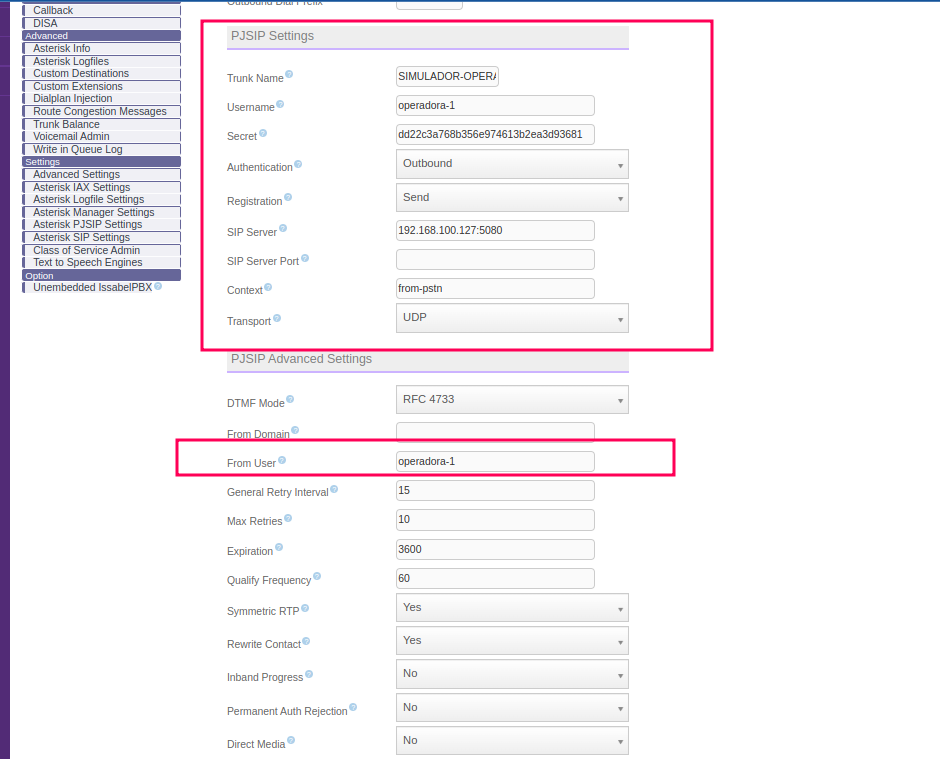 Callback
DISA
Advanced
Asterisk Info
Asterisk Logfiles
Custom Destinations
Custom Extensions
Dialplan Injection
Route Congestion Messages
Trunk Balance
Voicemail Admin
Write in Queue Log
Settings
Advanced Settings
Asterisk IAX Settings
Asterisk Logfile Settings
Asterisk Manager Settings
Asterisk PJSIP Settings
Asterisk SIP Settings
Class of Service Admin
Text to Speech Engines
Option
Unembedded IssabelPBX
Outbound Dial Prefix
PJSIP Settings
Trunk Name SIMULADOR-OPERA
Username operadora-1
Secret dd22c3a768b356e974613b2ea3d93681
Authentication Outbound
Registration Send
SIP Server 192.168.100.127:5080
SIP Server Port
Context from-pstn
Transport UDP
PJSIP Advanced Settings
DTMF Mode RFC 4733
From Domain
From User operadora-1
General Retry Interval 15
Max Retries 10
Expiration 3600
Qualify Frequency 60
Symmetric RTP Yes
Rewrite Contact Yes
Inband Progress No
Permanent Auth Rejection No
Direct Media No